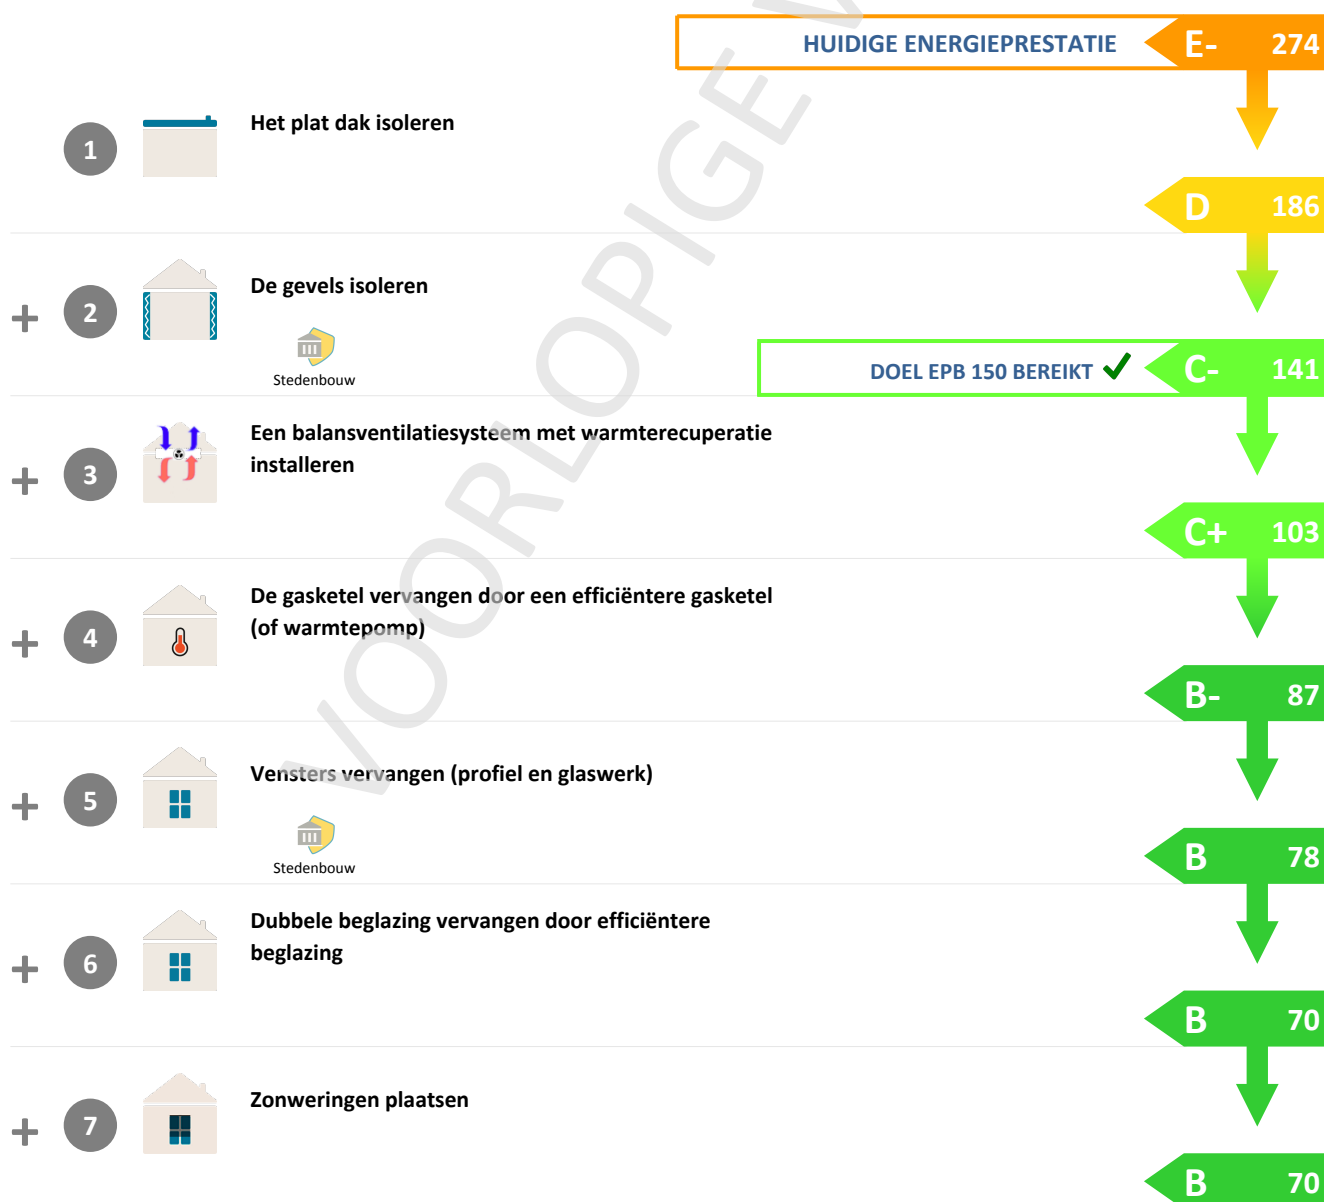 HUIDIGE ENERGIEPRESTATIE E- 274
1 Het plat dak isoleren
D 186
+ 2 De gevels isoleren
Stedenbouw
DOEL EPB 150 BEREIKT ✓ C- 141
+ 3 Een balansventilatiesysteem met warmterecuperatie
installeren
C+ 103
+ 4 De gasketel vervangen door een efficiëntere gasketel
(of warmtepomp)
B- 87
+ 5 Vensters vervangen (profiel en glaswerk)
Stedenbouw
B 78
+ 6 Dubbele beglazing vervangen door efficiëntere
beglazing
B 70
+ 7 Zonweringen plaatsen
B 70
VOORLOPIGE